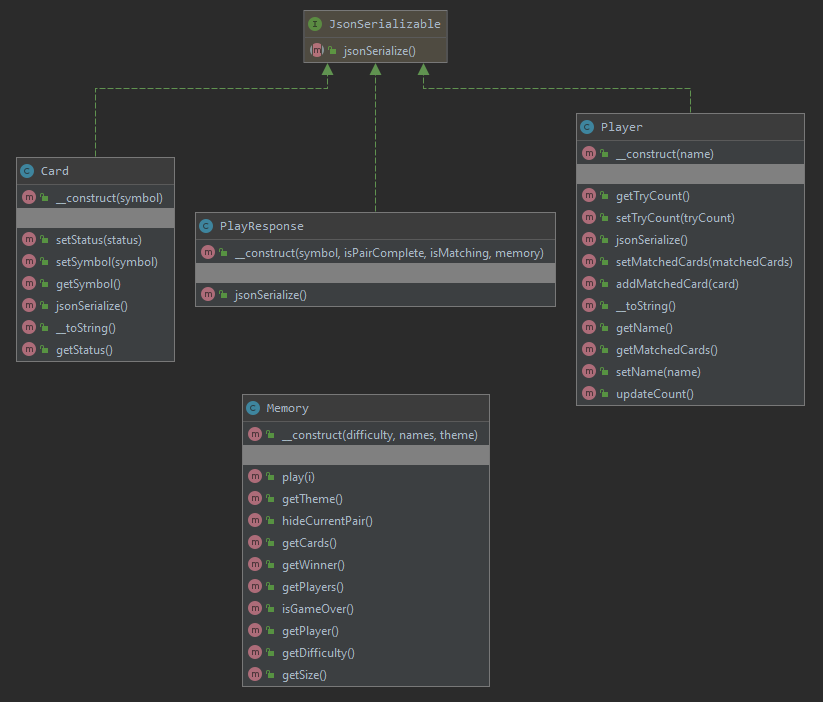 JsonSerializable
jsonSerialize()
Card
__construct(symbol)
setStatus(status)
setSymbol(symbol)
getSymbol()
jsonSerialize()
__toString()
getStatus()
PlayResponse
__construct(symbol, isPairComplete, isMatching, memory)
jsonSerialize()
Player
__construct(name)
getTryCount()
setTryCount(tryCount)
jsonSerialize()
setMatchedCards(matchedCards)
addMatchedCard(card)
__toString()
getName()
getMatchedCards()
setName(name)
updateCount()
Memory
__construct(difficulty, names, theme)
play(i)
getTheme()
hideCurrentPair()
getCards()
getWinner()
getPlayers()
isGameOver()
getPlayer()
getDifficulty()
getSize()